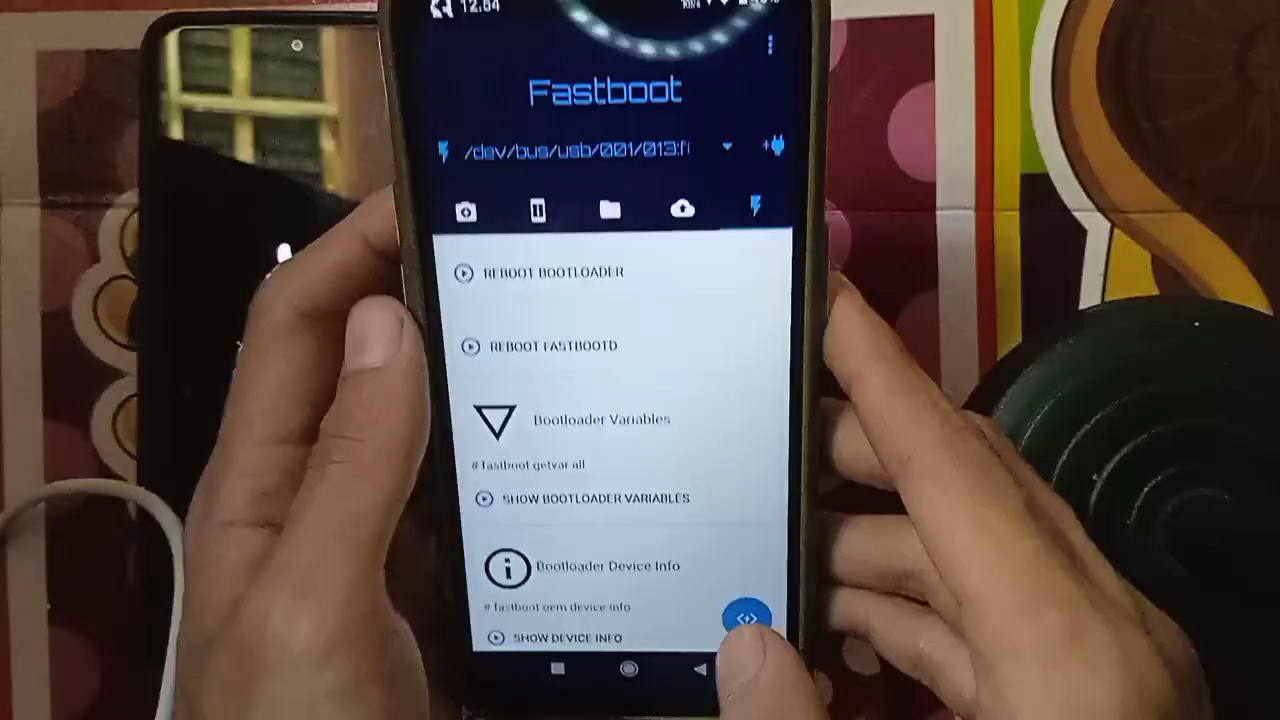 12.04
Fastboot
/dev/bus/usb/001/013:f
REBOOT BOOTLOADER
REBOOT FASTBOOTD
Bootloader Variables
# fastboot getvar all
SHOW BOOTLOADER VARIABLES
Bootloader Device Info
# fastboot oem device info
SHOW DEVICE INFO